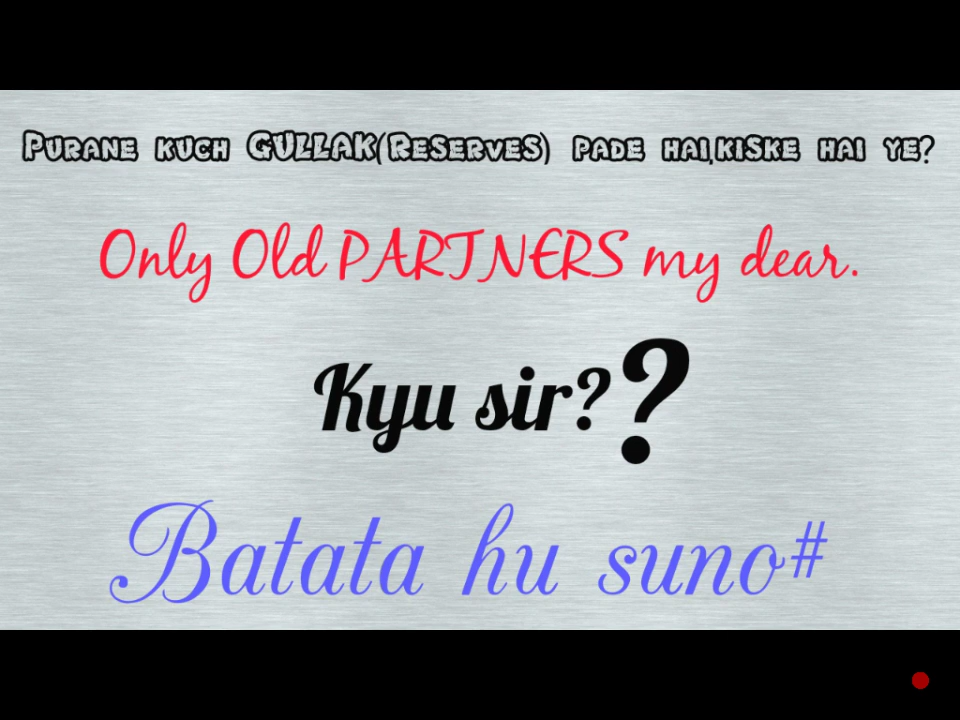 Purane kuch GULLAK(Reserves) pade hai,kiske hai ye?
Only Old PARTNERS my dear.
Kyu sir??
Batata hu suno#